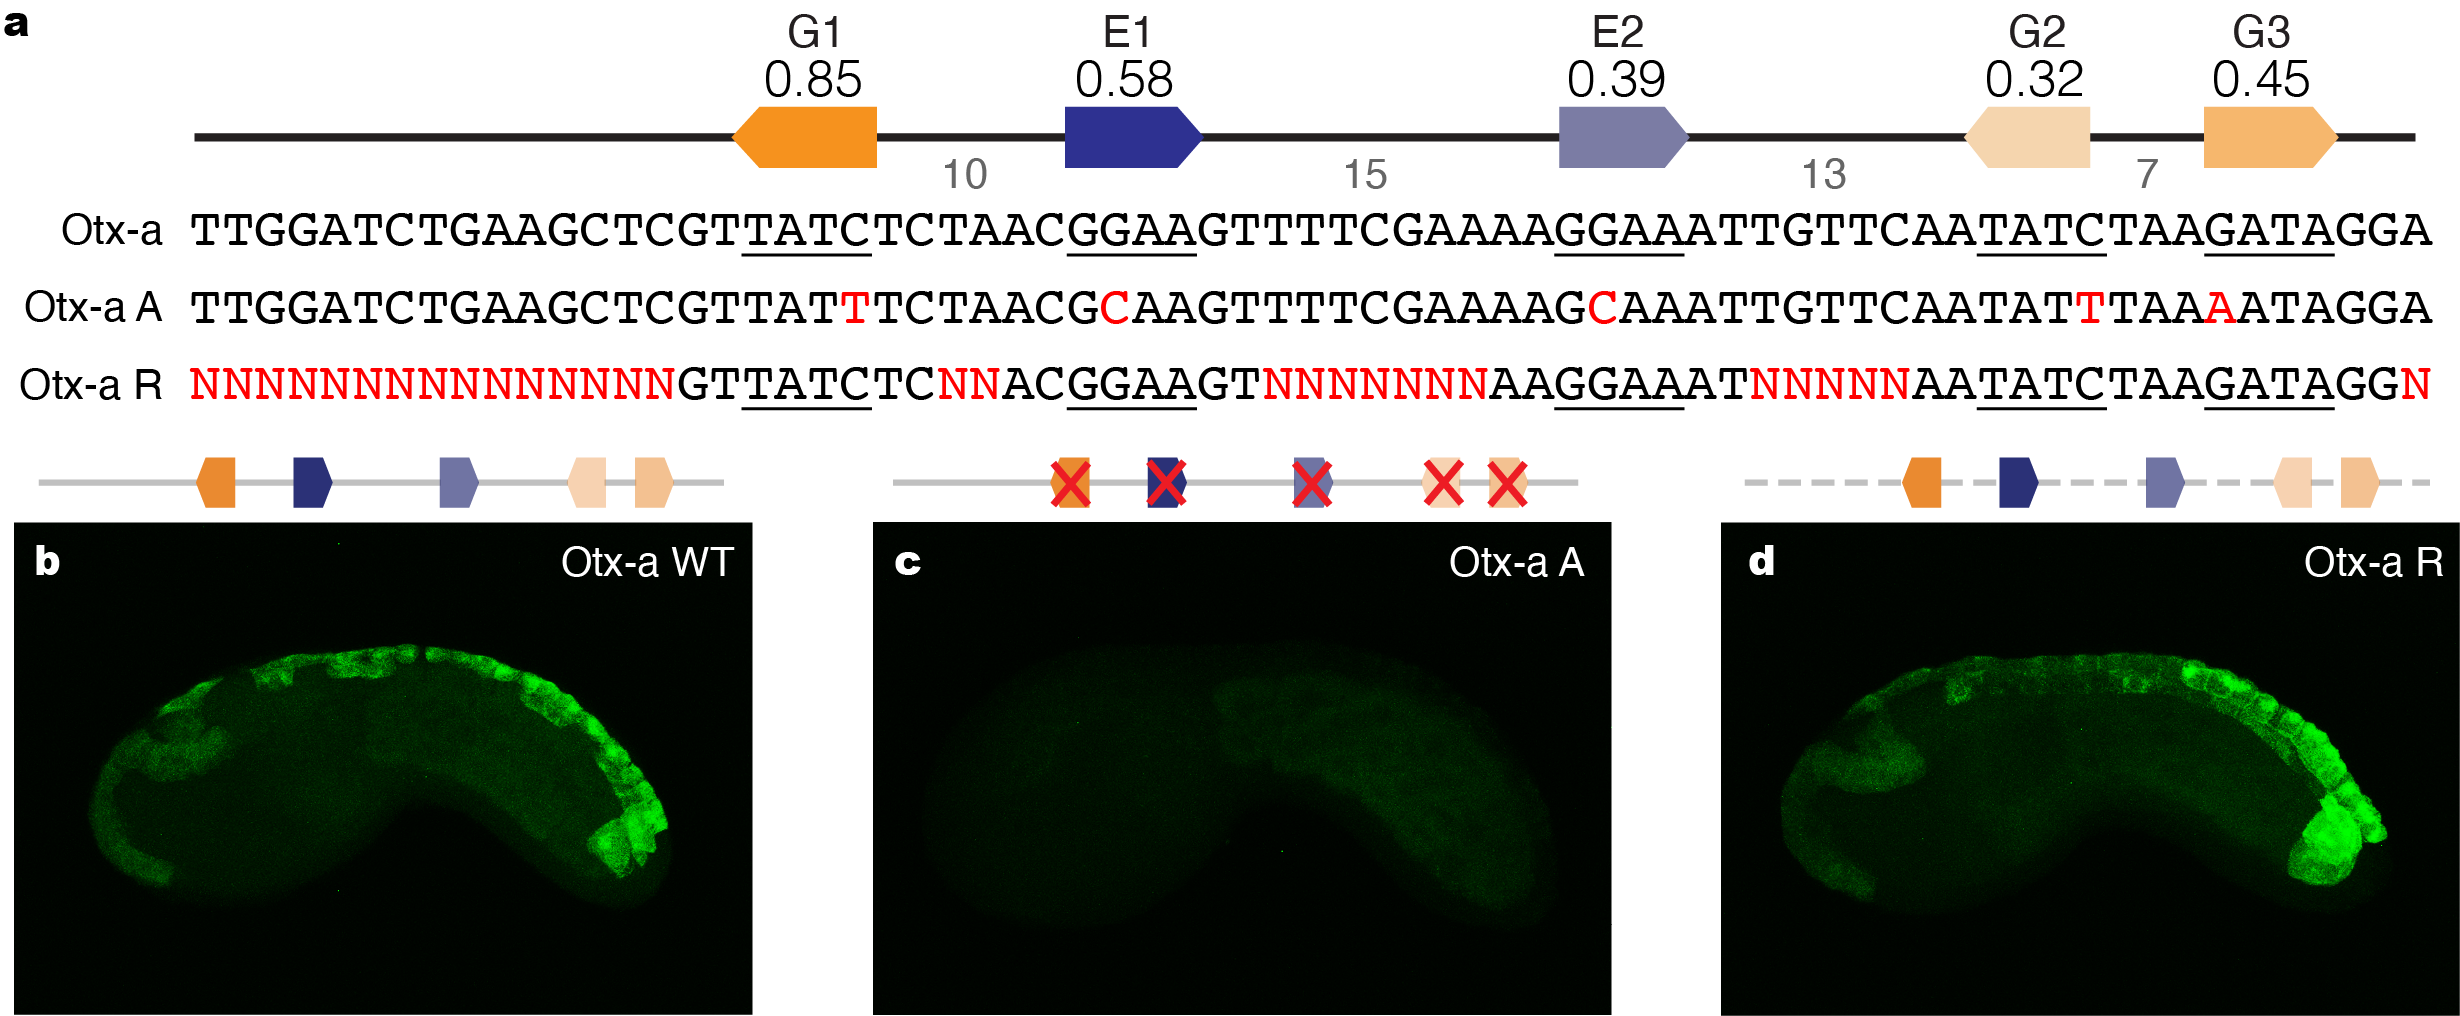 a
G1 E1 E2 G2 G3
0.85 0.58 0.39 0.32 0.45
10 15 13 7
Otx-a TTGGATCTGAAGCTCGTTATCTCTAACGGAAGTTTTCGAAAAGGAAATTGTTCAATATCTAAGATAGGA
Otx-a A TTGGATCTGAAGCTCGTTATTTCTAACGCAAGTTTTCGAAAAGCAAATTGTTCAATATTTAAAATAGGA
Otx-a R NNNNNNNNNNNNNNNGTTATCTCNNACGGAAGTNNNNNNNAAGGAAATNNNNNAATATCTAAGATAGGN
b Otx-a WT
c Otx-a A
d Otx-a R